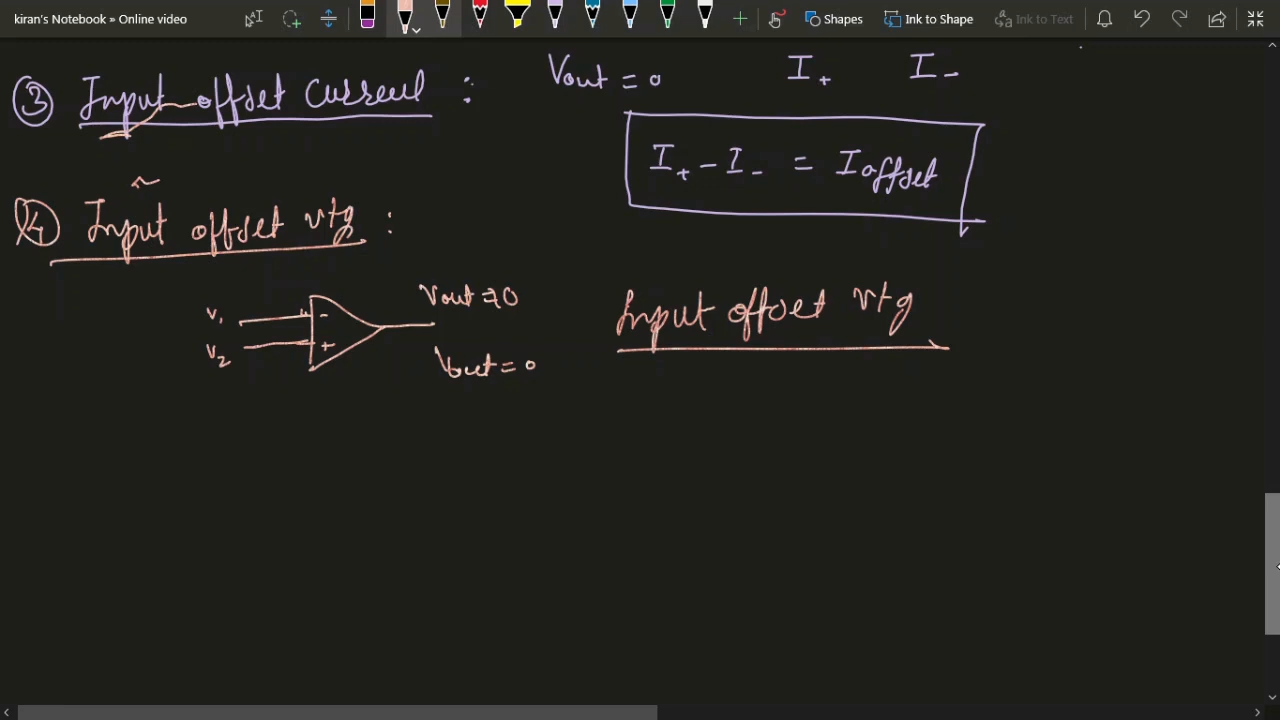 kiran's Notebook » Online video
Shapes
Ink to Shape
Ink to Text
③ Input offset Current :
Vout = 0 I+ I-
I+ - I- = Ioffset
④ Input offset vtg :
V1
V2
-
+
Vout ≠ 0
Vout = 0
Input offset vtg